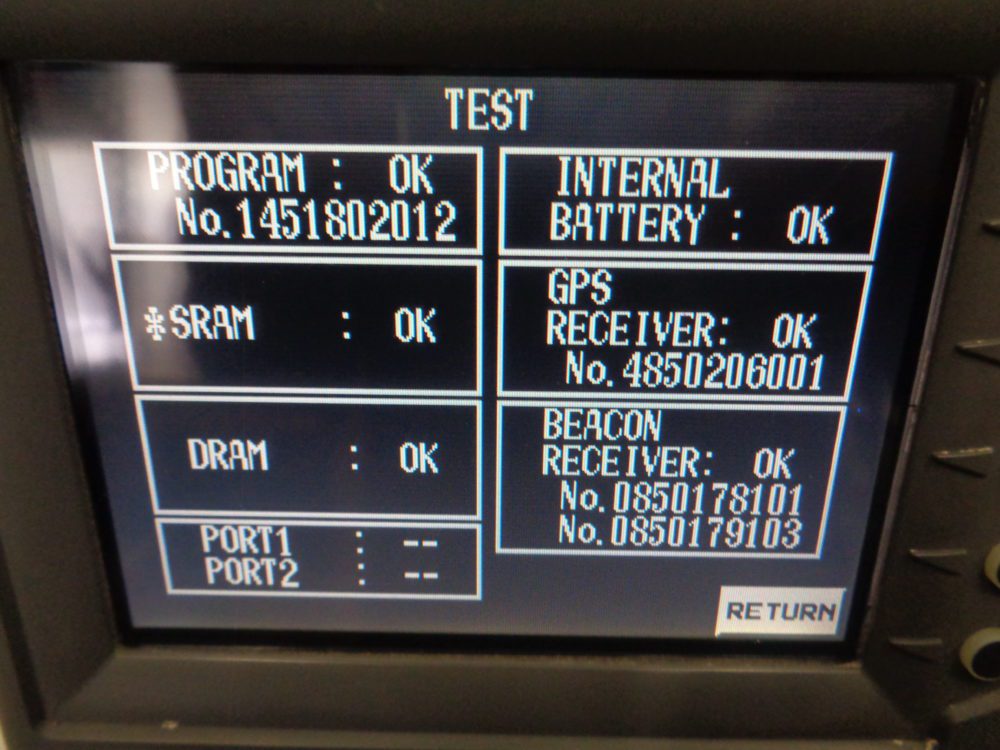 TEST
PROGRAM : OK
No.1451802012
*SRAM : OK
DRAM : OK
PORT1 : --
PORT2 : --
INTERNAL
BATTERY : OK
GPS
RECEIVER: OK
No.4850206001
BEACON
RECEIVER: OK
No.0850178101
No.0850179103
RETURN